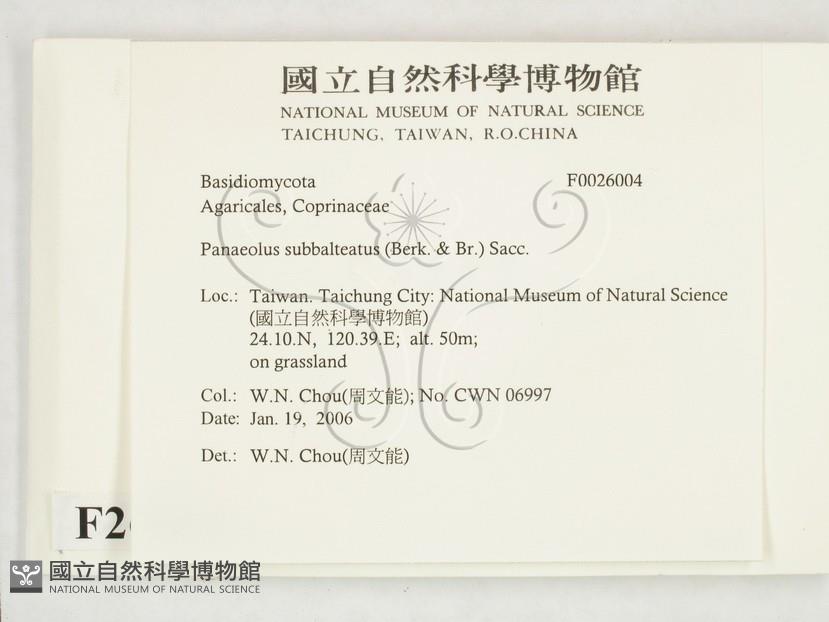 國立自然科學博物館
NATIONAL MUSEUM OF NATURAL SCIENCE
TAICHUNG, TAIWAN, R.O.CHINA
Basidiomycota F0026004
Agaricales, Coprinaceae
Panaeolus subbalteatus (Berk. & Br.) Sacc.
Loc.: Taiwan. Taichung City: National Museum of Natural Science
(國立自然科學博物館)
24.10.N, 120.39.E; alt. 50m;
on grassland
Col.: W.N. Chou(周文能); No. CWN 06997
Date: Jan. 19, 2006
Det.: W.N. Chou(周文能)
F2
國立自然科學博物館
NATIONAL MUSEUM OF NATURAL SCIENCE